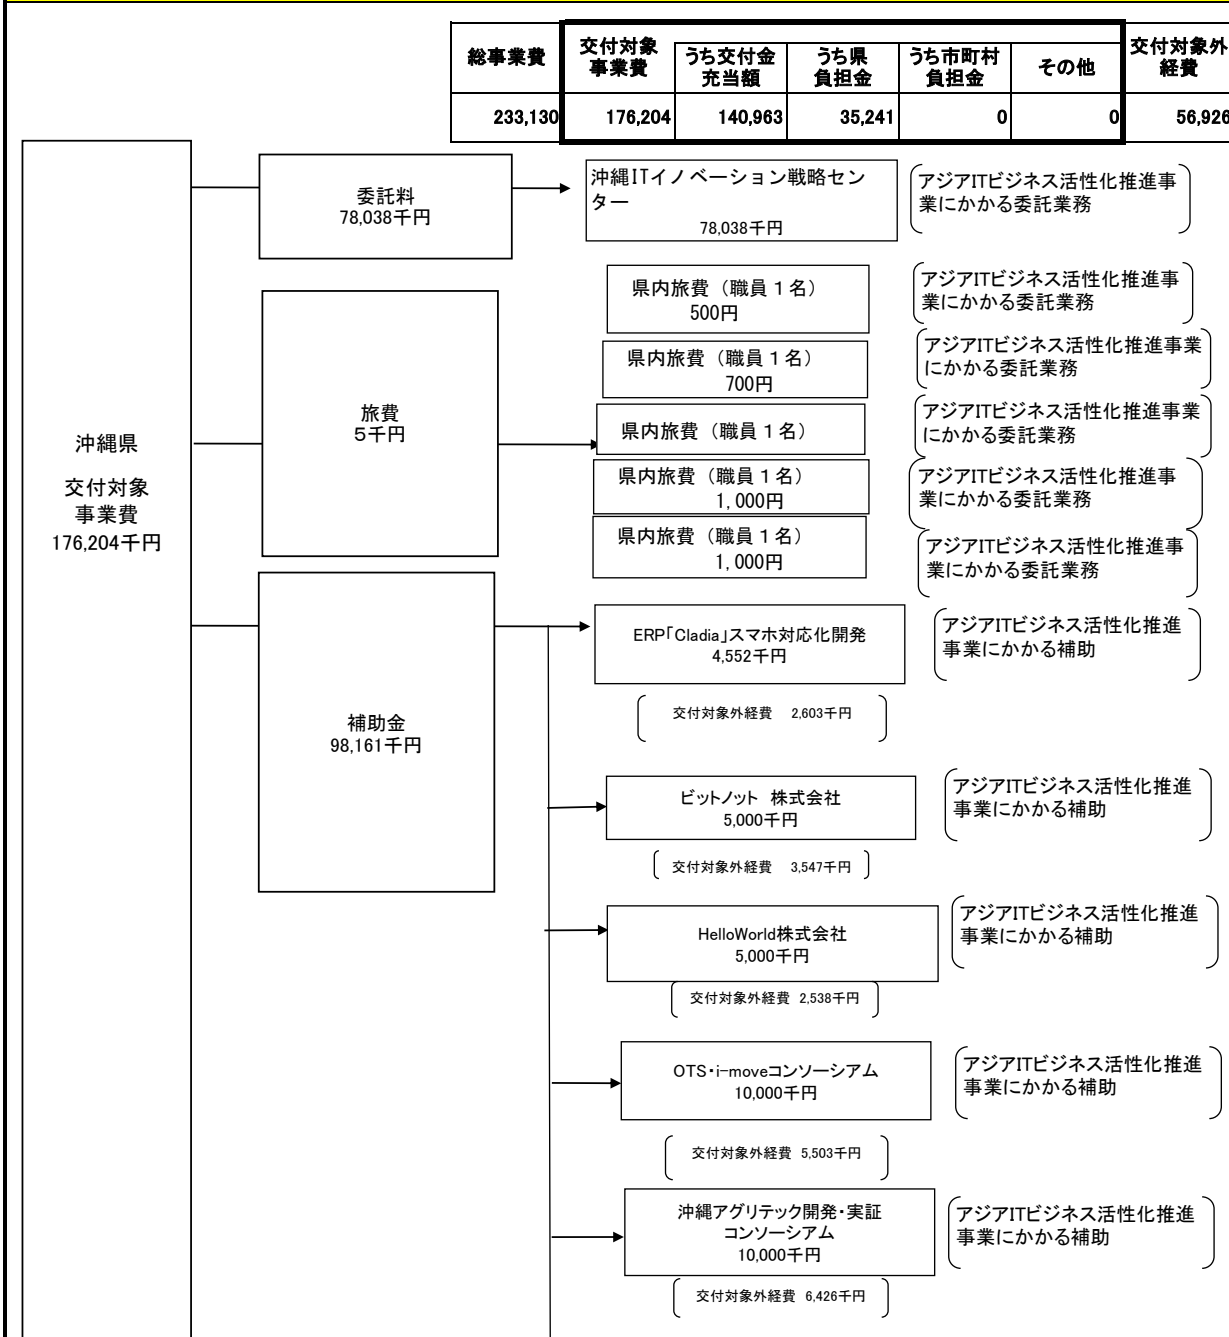 総事業費
交付対象
事業費
うち交付金
充当額
うち県
負担金
うち市町村
負担金
その他
交付対象外
経費
233,130 176,204 140,963 35,241 0 0 56,926
沖縄県
交付対象
事業費
176,204千円
委託料
78,038千円
沖縄ITイノベーション戦略セン
ター
78,038千円
アジアITビジネス活性化推進事
業にかかる委託業務
旅費
5千円
県内旅費（職員１名）
500円
アジアITビジネス活性化推進事
業にかかる委託業務
県内旅費（職員１名）
700円
アジアITビジネス活性化推進事業
にかかる委託業務
県内旅費（職員１名）
アジアITビジネス活性化推進事業
にかかる委託業務
県内旅費（職員１名）
1,000円
アジアITビジネス活性化推進事
業にかかる委託業務
県内旅費（職員１名）
1,000円
アジアITビジネス活性化推進事
業にかかる委託業務
補助金
98,161千円
ERP｢Cladia｣スマホ対応化開発
4,552千円
アジアITビジネス活性化推進
事業にかかる補助
交付対象外経費 2,603千円
ビットノット 株式会社
5,000千円
アジアITビジネス活性化推進
事業にかかる補助
交付対象外経費 3,547千円
HelloWorld株式会社
5,000千円
アジアITビジネス活性化推進
事業にかかる補助
交付対象外経費 2,538千円
OTS･i-moveコンソーシアム
10,000千円
アジアITビジネス活性化推進
事業にかかる補助
交付対象外経費 5,503千円
沖縄アグリテック開発･実証
コンソーシアム
10,000千円
アジアITビジネス活性化推進
事業にかかる補助
交付対象外経費 6,426千円